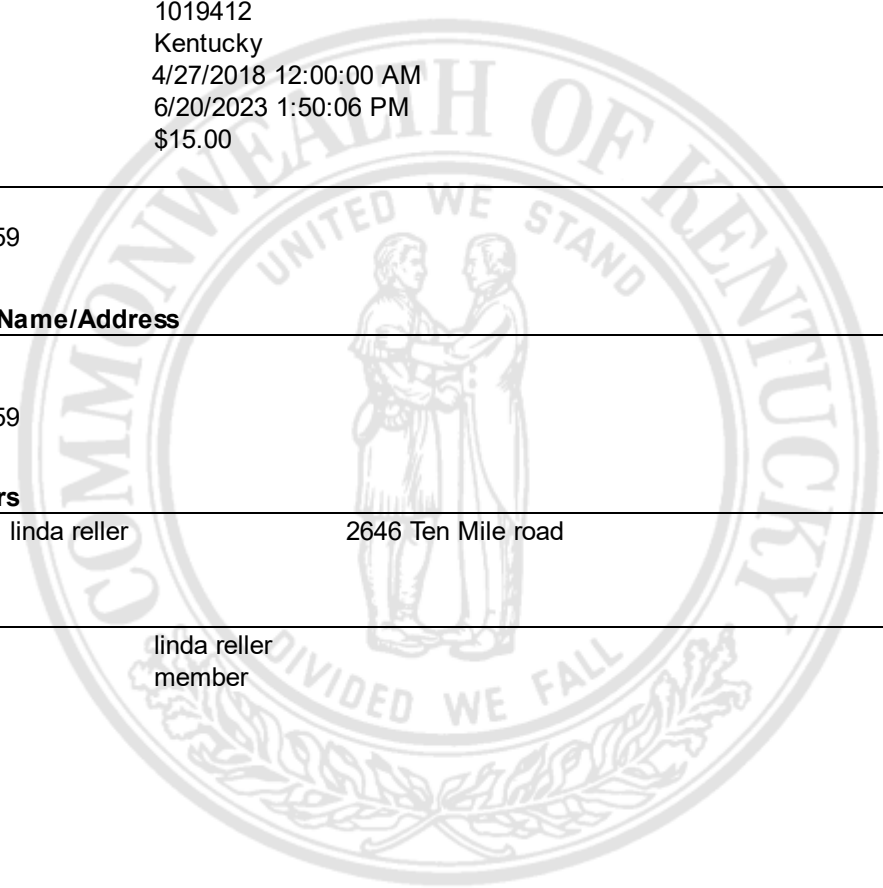 1019412
Kentucky
4/27/2018 12:00:00 AM
6/20/2023 1:50:06 PM
$15.00
59
Name/Address
59
rs
linda reller 2646 Ten Mile road
linda reller
member
COMMONWEALTH OF KENTUCKY
UNITED WE STAND
DIVIDED WE FALL